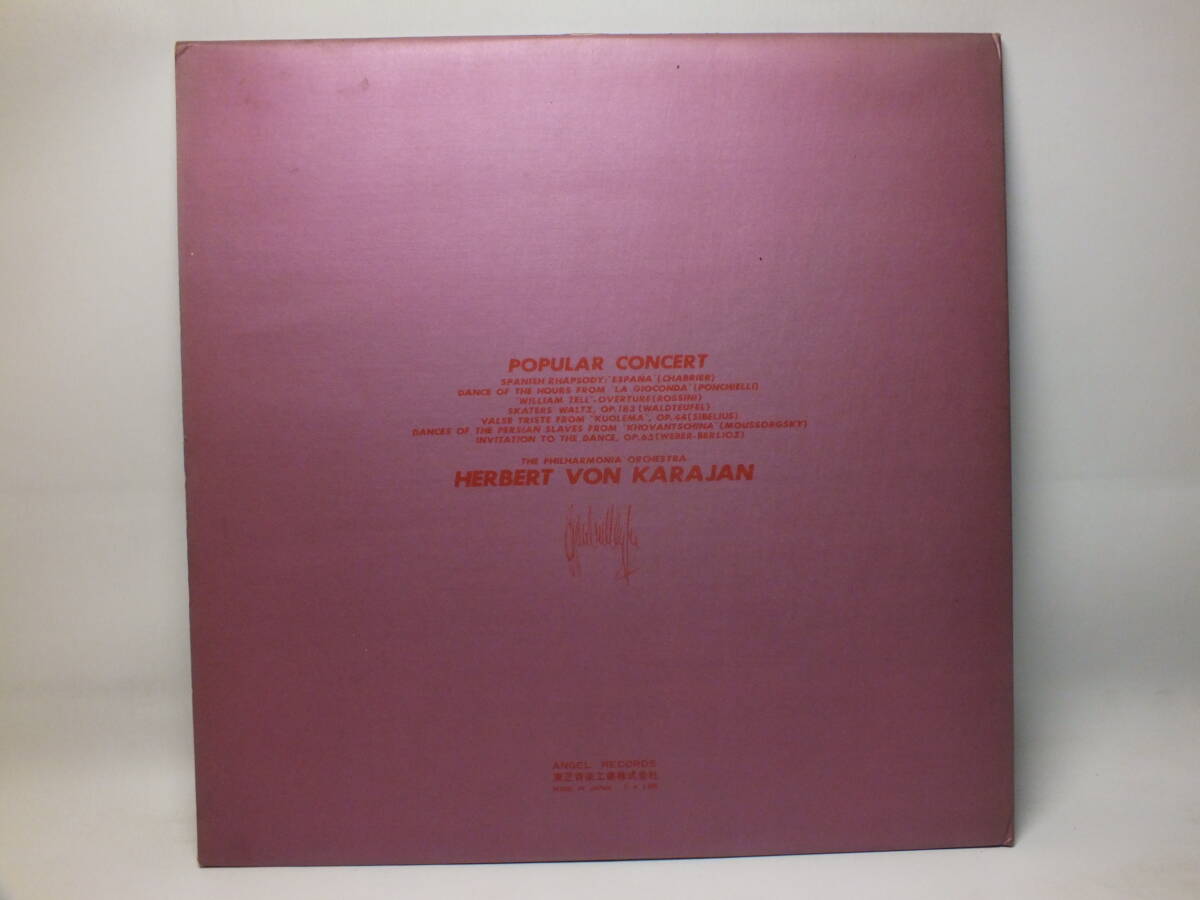 POPULAR CONCERT
SPANISH RHAPSODY; 'ESPAÑA' (CHABRIER)
DANCE OF THE HOURS FROM 'LA GIOCONDA' (PONCHIELLI)
'WILLIAM TELL'-OVERTURE (ROSSINI)
SKATERS' WALTZ, OP.183 (WALDTEUFEL)
VALSE TRISTE FROM 'KUOLEMA', OP.44 (SIBELIUS)
DANCES OF THE PERSIAN SLAVES FROM 'KHOVANTSCHINA' (MOUSSORGSKY)
INVITATION TO THE DANCE, OP.65 (WEBER-BERLIOZ)
THE PHILHARMONIA ORCHESTRA
HERBERT VON KARAJAN
ANGEL RECORDS
東芝音楽工業株式会社
MADE IN JAPAN